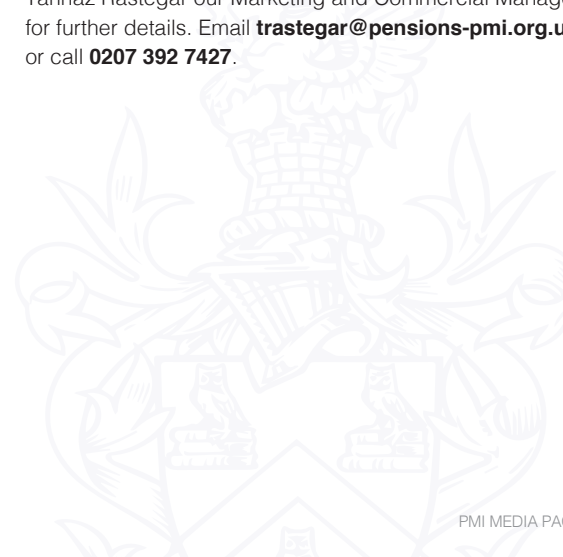 Tannaz Rastegar our Marketing and Commercial Manage
for further details. Email trastegar@pensions-pmi.org.u
or call 0207 392 7427.
PMI MEDIA PA